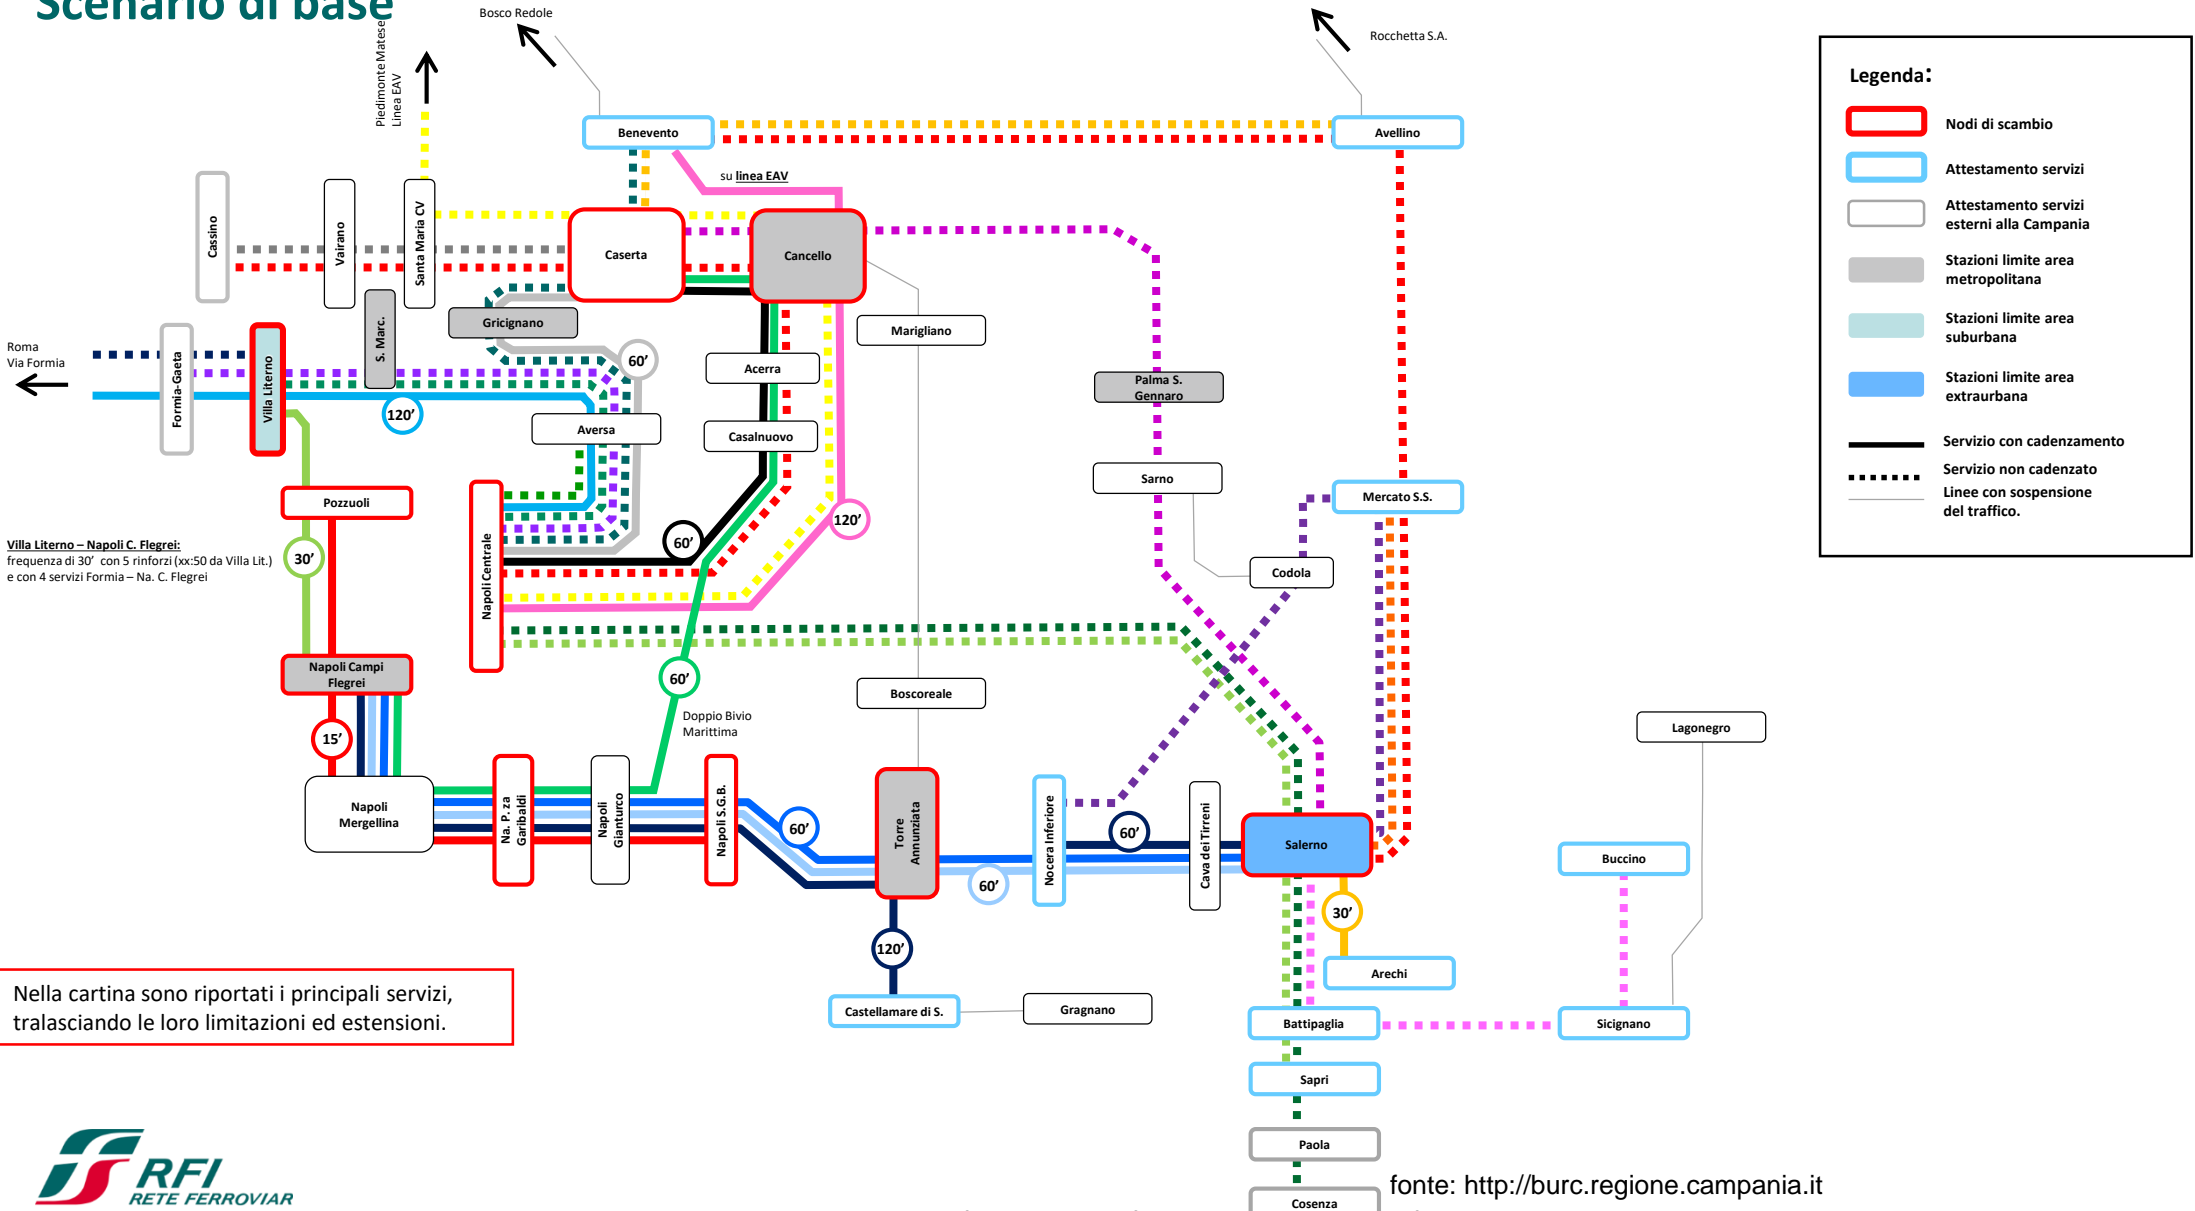 Scenario di base
Bosco Redole
Rocchetta S.A.
Piedimonte Matese
Linea EAV
Benevento
Avellino
su linea EAV
Cassino
Vairano
Santa Maria CV
Caserta
Cancello
S. Marc.
Gricignano
Marigliano
Roma
Via Formia
Formia-Gaeta
Villa Literno
60’
Acerra
Palma S.
Gennaro
120’
Aversa
Casalnuovo
Sarno
Mercato S.S.
Pozzuoli
Napoli Centrale
120’
60’
Villa Literno – Napoli C. Flegrei:
frequenza di 30’ con 5 rinforzi (xx:50 da Villa Lit.)
e con 4 servizi Formia – Na. C. Flegrei
30’
Codola
Napoli Campi
Flegrei
60’
Boscoreale
Doppio Bivio
Marittima
Lagonegro
15’
Napoli
Mergellina
Na. P.za
Garibaldi
Napoli
Gianturco
Napoli S.G.B.
60’
Torre
Annunziata
60’
Nocera Inferiore
60’
Cava dei Tirreni
Salerno
Buccino
30’
120’
Arechi
Castellamare di S.
Gragnano
Battipaglia
Sicignano
Sapri
Paola
Cosenza
Nella cartina sono riportati i principali servizi,
tralasciando le loro limitazioni ed estensioni.
Legenda:
Nodi di scambio
Attestamento servizi
Attestamento servizi
esterni alla Campania
Stazioni limite area
metropolitana
Stazioni limite area
suburbana
Stazioni limite area
extraurbana
Servizio con cadenzamento
Servizio non cadenzato
Linee con sospensione
del traffico.
RFI
RETE FERROVIAR
fonte: http://burc.regione.campania.it